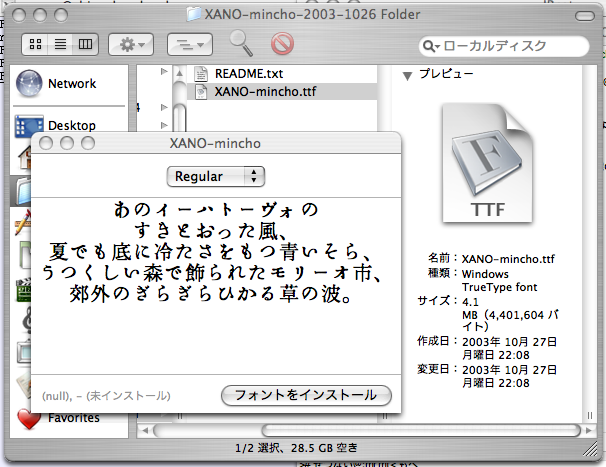 XANO-mincho-2003-1026 Folder
ローカルディスク
Network
Desktop
README.txt
XANO-mincho.ttf
プレビュー
TTF
名前：XANO-mincho.ttf
種類：Windows
TrueType font
サイズ：4.1
MB（4,401,604 バ
イト）
作成日：2003年 10月 27日
月曜日 22:08
変更日：2003年 10月 27日
月曜日 22:08
XANO-mincho
Regular
あのイーハトーヴォの
すきとおった風、
夏でも底に冷たさをもつ青いそら、
うつくしい森で飾られたモリーオ市、
郊外のぎらぎらひかる草の波。
(null), - (未インストール)
フォントをインストール
Favorites
1/2 選択、28.5 GB 空き